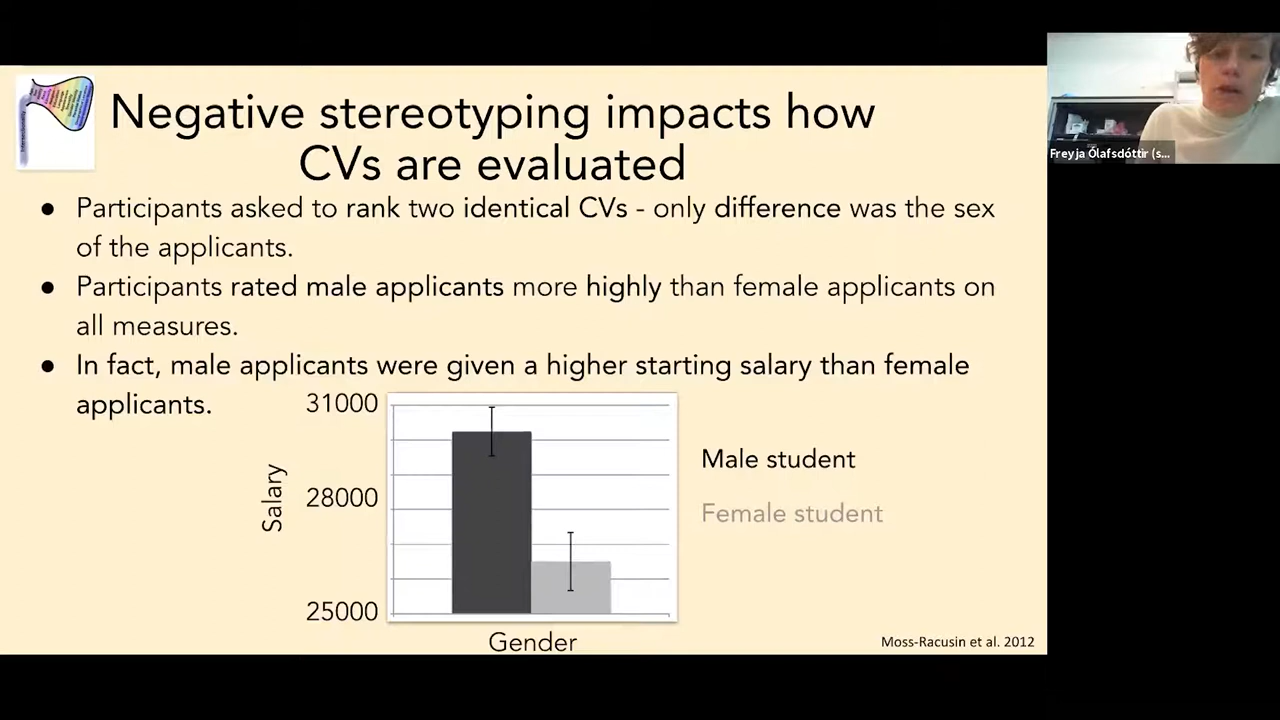 Negative stereotyping impacts how
CVs are evaluated
● Participants asked to rank two identical CVs - only difference was the sex
of the applicants.
● Participants rated male applicants more highly than female applicants on
all measures.
● In fact, male applicants were given a higher starting salary than female
applicants.
31000
28000
25000
Salary
Gender
Male student
Female student
Moss-Racusin et al. 2012
Freyja Ólafsdóttir (s...
Intersectionality